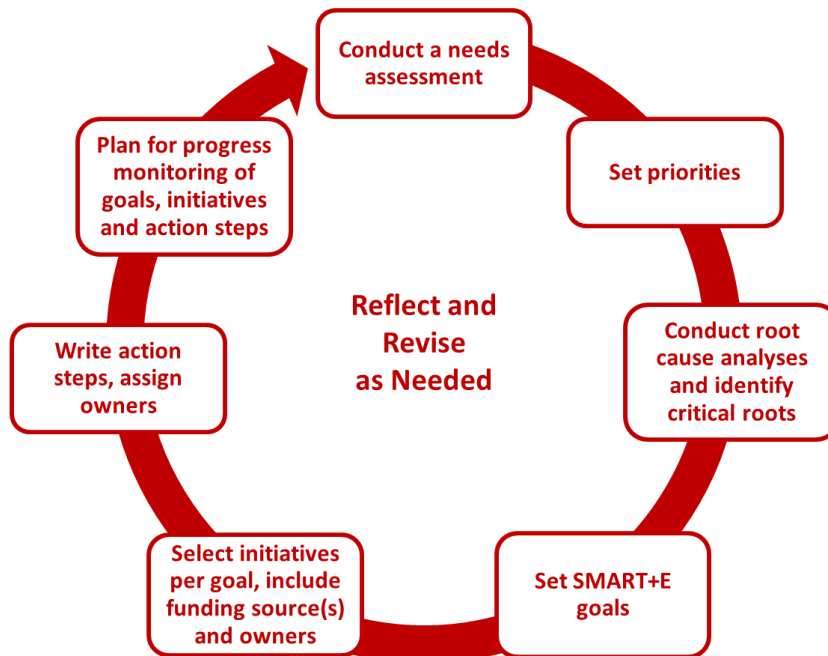 Conduct a needs
assessment
Set priorities
Conduct root
cause analyses
and identify
critical roots
Set SMART+E
goals
Select initiatives
per goal, include
funding source(s)
and owners
Write action
steps, assign
owners
Plan for progress
monitoring of
goals, initiatives
and action steps
Reflect and
Revise
as Needed